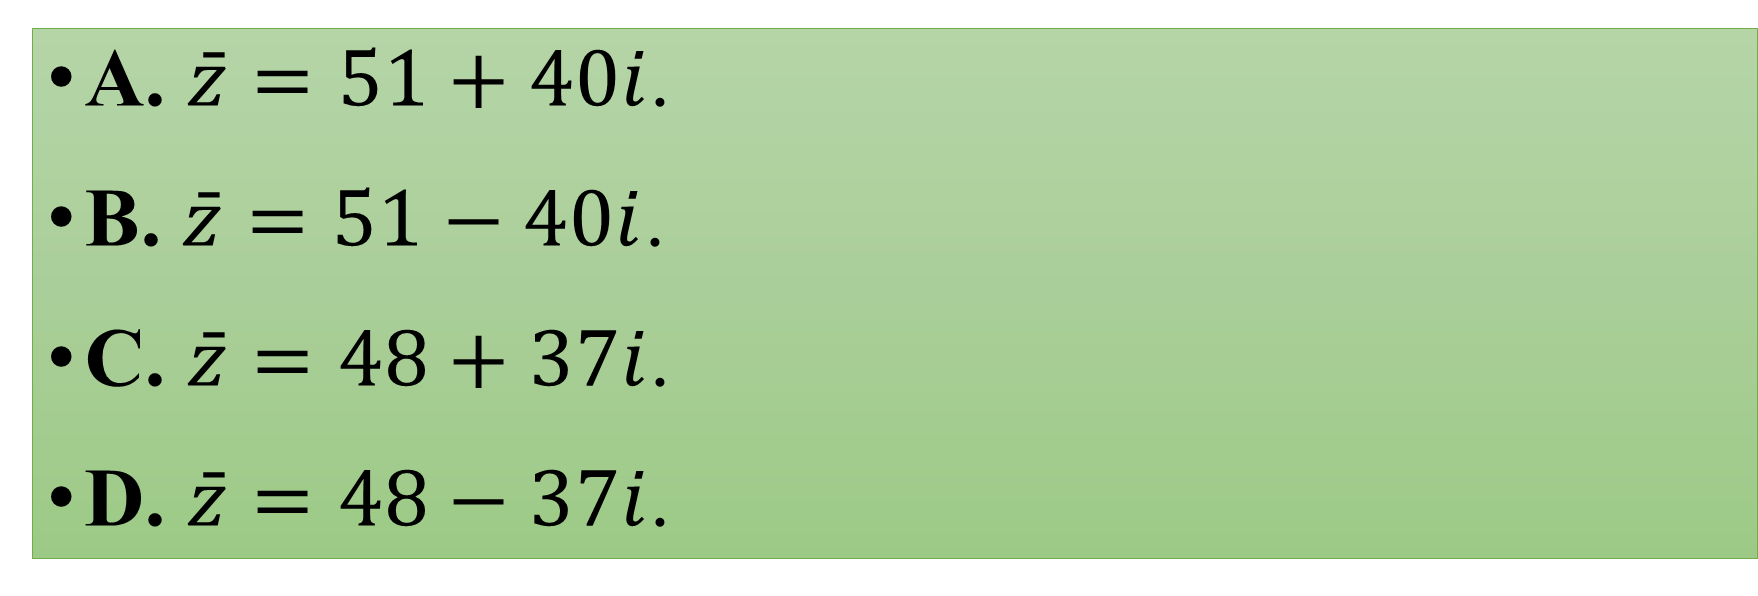 • A. z̄ = 51 + 40i.
• B. z̄ = 51 − 40i.
• C. z̄ = 48 + 37i.
• D. z̄ = 48 − 37i.